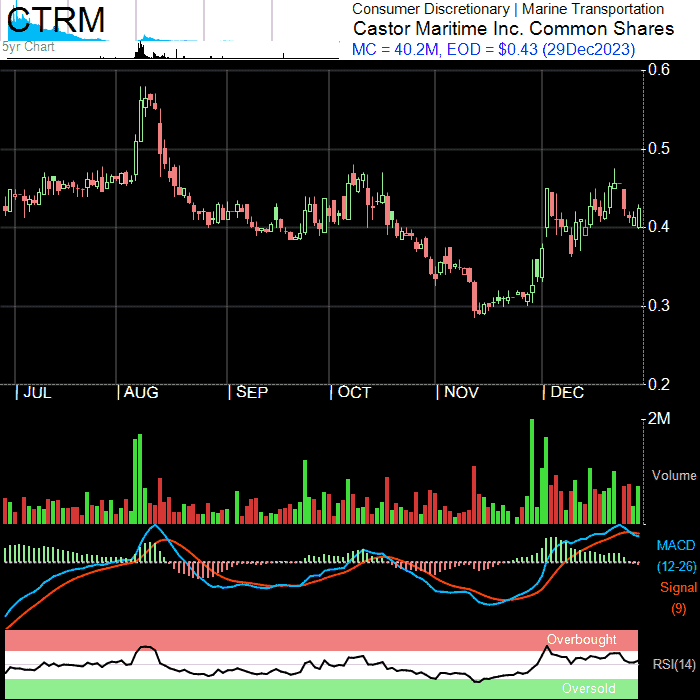 CTRM
Consumer Discretionary | Marine Transportation
Castor Maritime Inc. Common Shares
5yr Chart
MC = 40.2M, EOD = $0.43 (29Dec2023)
0.6
0.5
0.4
0.3
0.2
JUL AUG SEP OCT NOV DEC
2M
Volume
MACD
(12-26)
Signal
(9)
Overbought
RSI(14)
Oversold